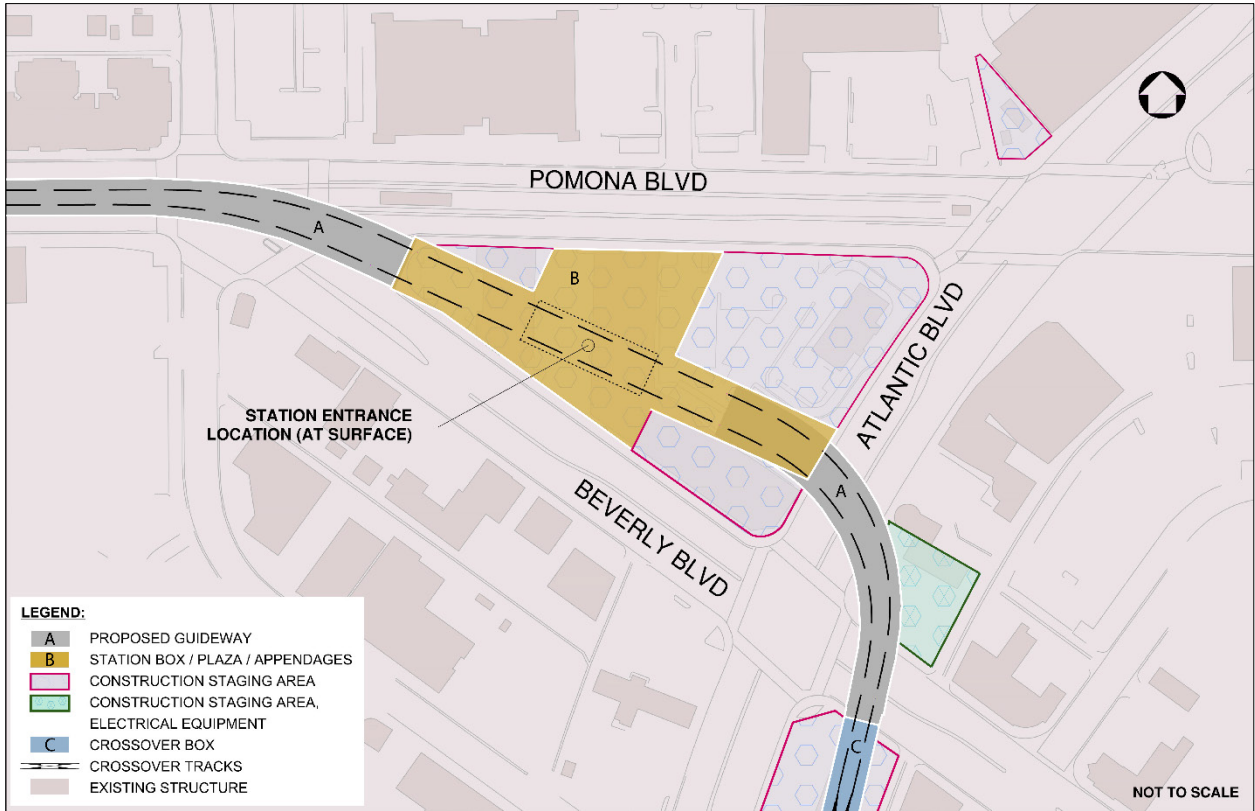 POMONA BLVD
A
B
ATLANTIC BLVD
STATION ENTRANCE
LOCATION (AT SURFACE)
A
BEVERLY BLVD
C
LEGEND:
A PROPOSED GUIDEWAY
B STATION BOX / PLAZA / APPENDAGES
CONSTRUCTION STAGING AREA
CONSTRUCTION STAGING AREA,
ELECTRICAL EQUIPMENT
C CROSSOVER BOX
CROSSOVER TRACKS
EXISTING STRUCTURE
NOT TO SCALE